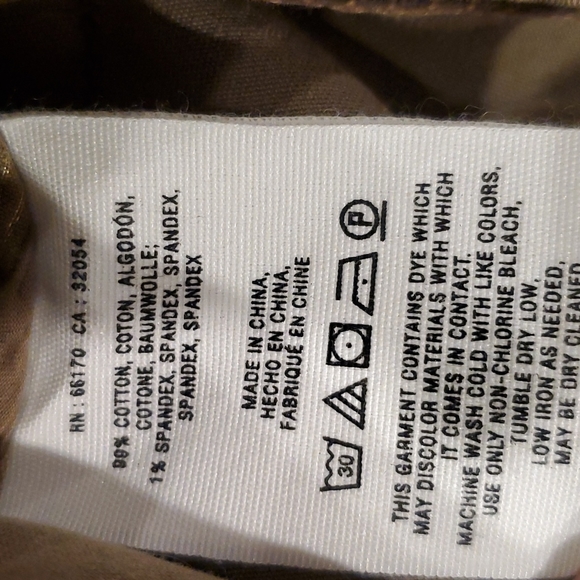 RN : 66170 CA : 32054
99% COTTON, COTON, ALGODÓN,
COTONE, BAUMWOLLE;
1% SPANDEX, SPANDEX, SPANDEX,
SPANDEX, SPANDEX
MADE IN CHINA,
HECHO EN CHINA,
FABRIQUÉ EN CHINE
30
P
THIS GARMENT CONTAINS DYE WHICH
MAY DISCOLOR MATERIALS WITH WHICH
IT COMES IN CONTACT.
MACHINE WASH COLD WITH LIKE COLORS,
USE ONLY NON-CHLORINE BLEACH,
TUMBLE DRY LOW,
LOW IRON AS NEEDED,
MAY BE DRY CLEANED